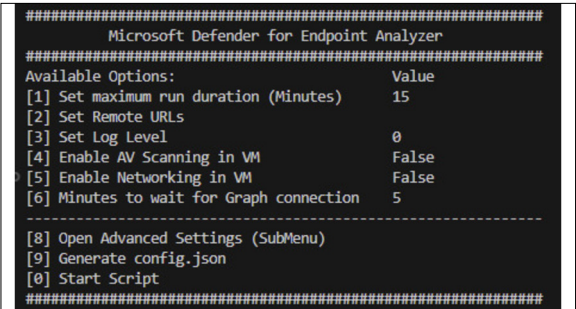 ##############################################################
Microsoft Defender for Endpoint Analyzer
##############################################################
Available Options: Value
[1] Set maximum run duration (Minutes) 15
[2] Set Remote URLs
[3] Set Log Level 0
[4] Enable AV Scanning in VM False
[5] Enable Networking in VM False
[6] Minutes to wait for Graph connection 5
--------------------------------------------------------------
[8] Open Advanced Settings (SubMenu)
[9] Generate config.json
[0] Start Script
##############################################################